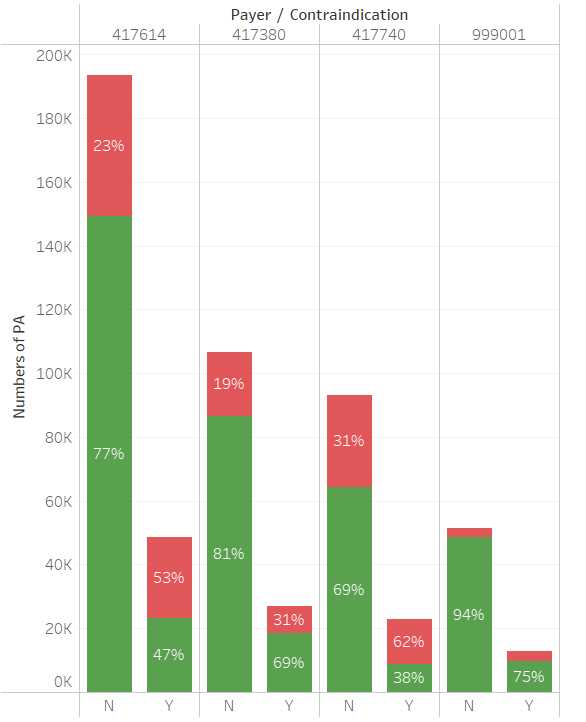 Payer / Contraindication
417614 417380 417740 999001
200K
180K
160K
140K
120K
100K
80K
60K
40K
20K
0K
Numbers of PA
23%
77%
53%
47%
19%
81%
31%
69%
31%
69%
62%
38%
94%
75%
N Y N Y N Y N Y